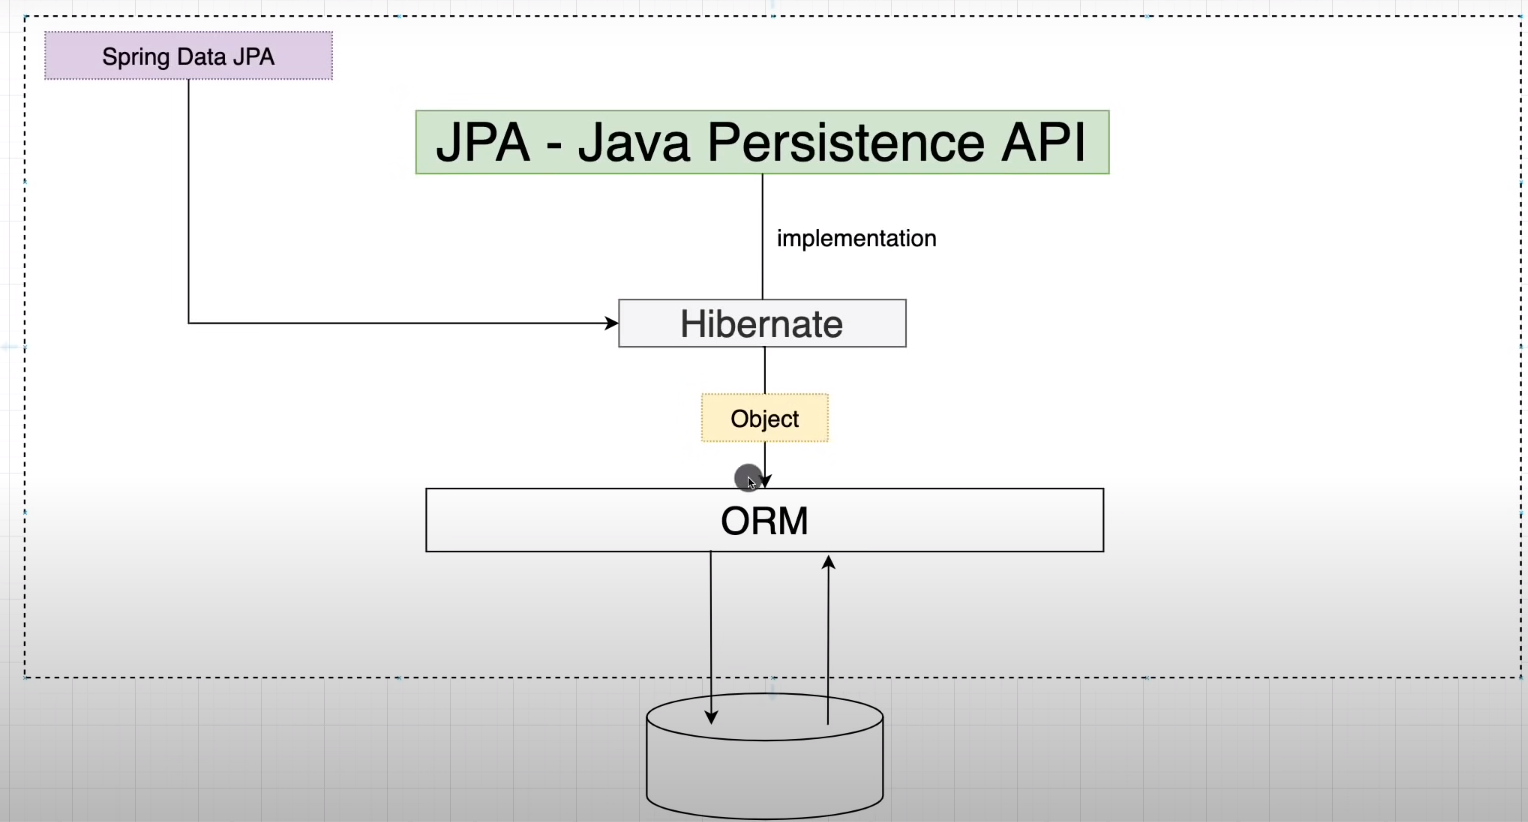 Spring Data JPA
JPA - Java Persistence API
implementation
Hibernate
Object
ORM